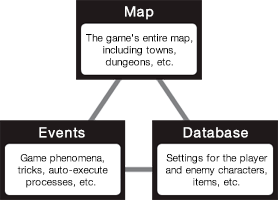 Map
The game's entire map,
including towns,
dungeons, etc.
Events
Game phenomena,
tricks, auto-execute
processes, etc.
Database
Settings for the player
and enemy characters,
items, etc.